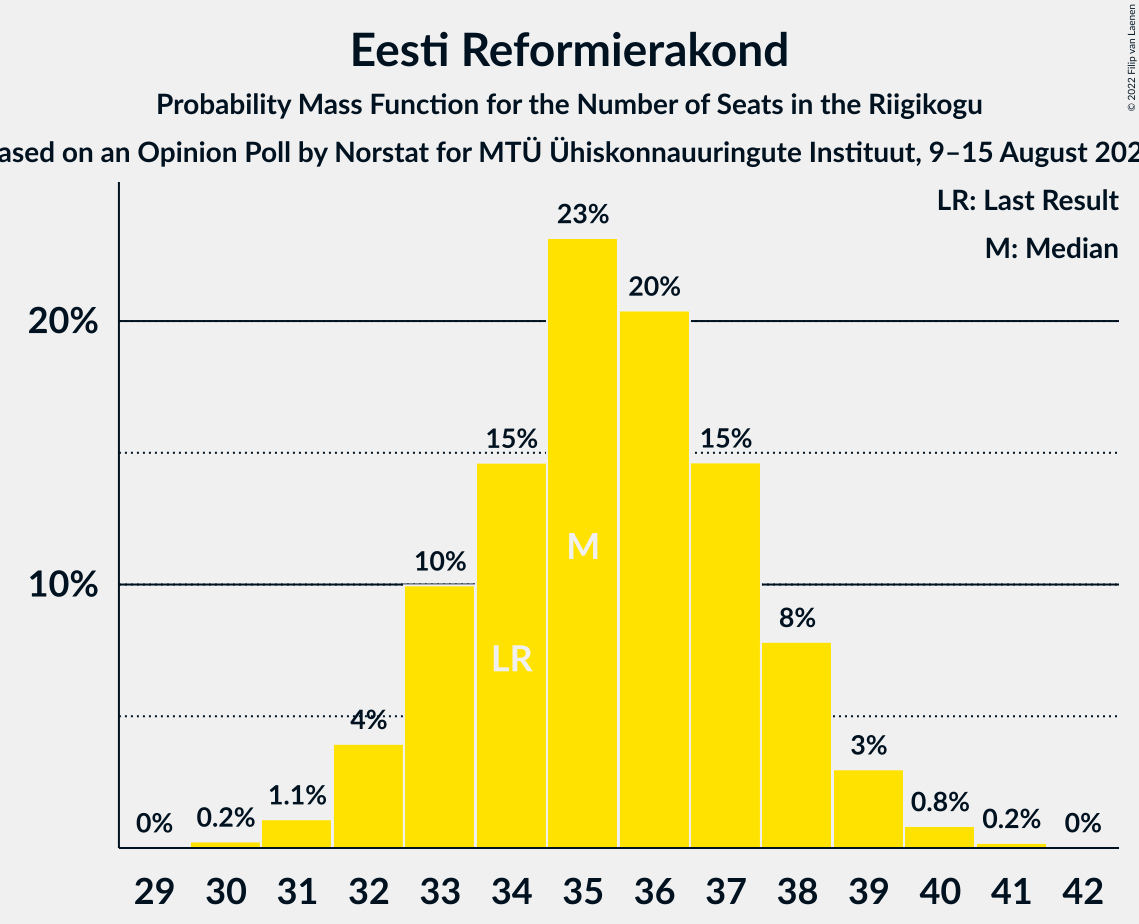 Eesti Reformierakond
Probability Mass Function for the Number of Seats in the Riigikogu
ased on an Opinion Poll by Norstat for MTÜ Ühiskonnauuringute Instituut, 9–15 August 202
© 2022 Filip van Laenen
LR: Last Result
M: Median
20%
10%
0%
0.2%
1.1%
4%
10%
15%
23%
20%
15%
8%
3%
0.8%
0.2%
0%
LR
M
29 30 31 32 33 34 35 36 37 38 39 40 41 42